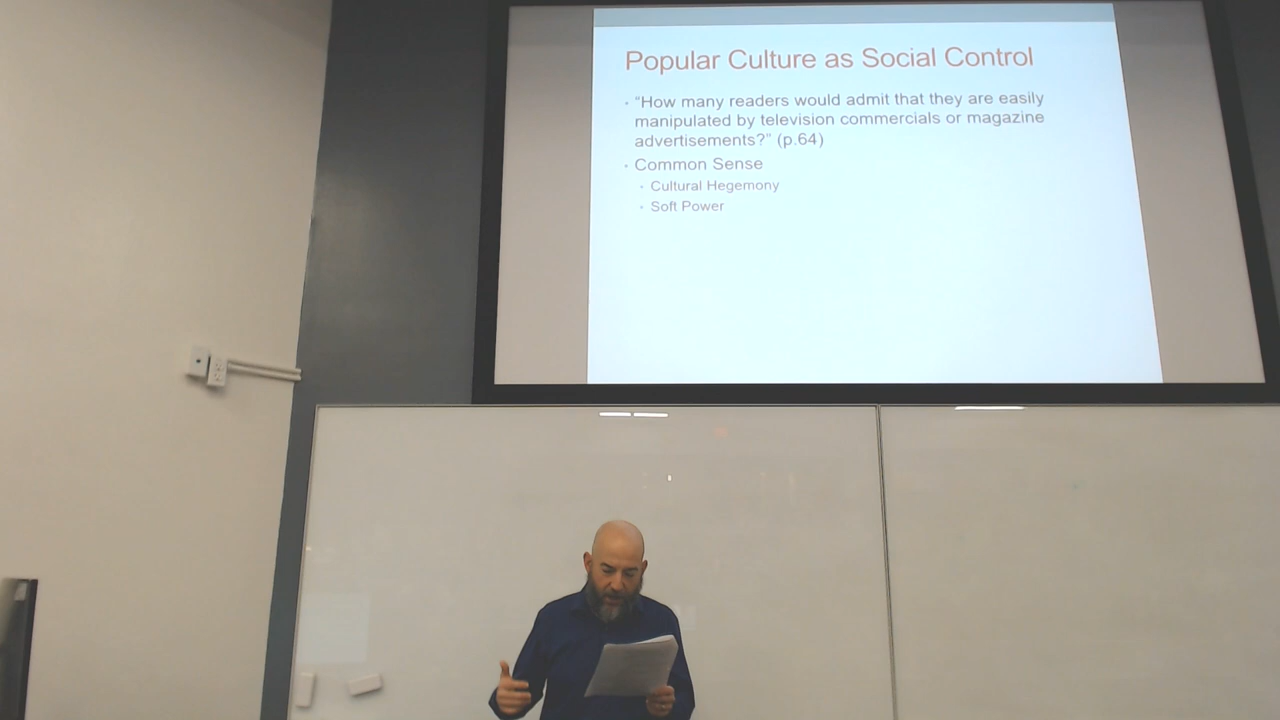 Popular Culture as Social Control
• "How many readers would admit that they are easily
manipulated by television commercials or magazine
advertisements?" (p.64)
• Common Sense
• Cultural Hegemony
• Soft Power